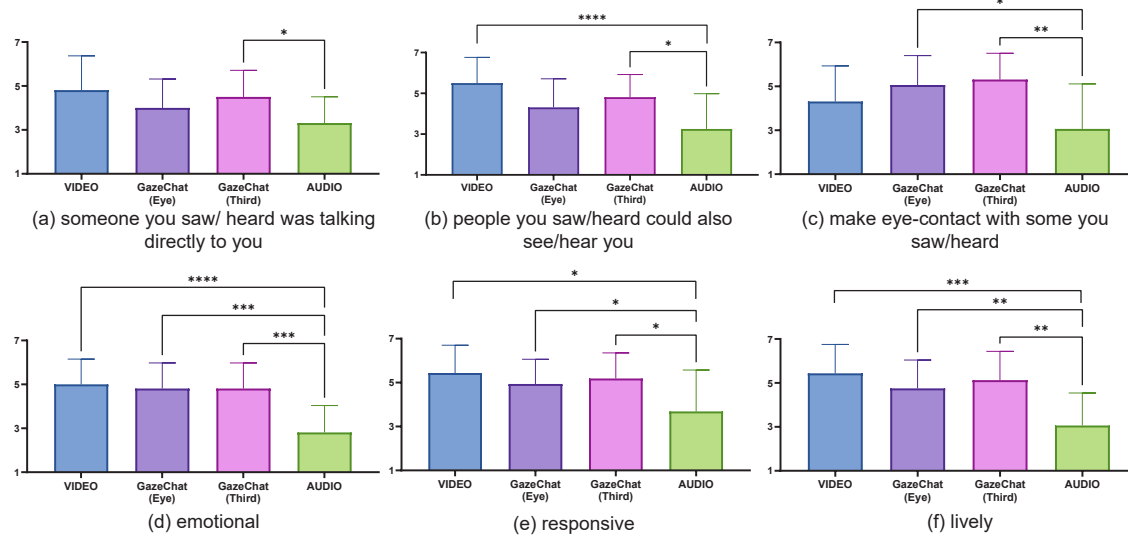 *
7
5
3
1
VIDEO
GazeChat
(Eye)
GazeChat
(Third)
AUDIO
(a) someone you saw/ heard was talking
directly to you
****
*
7
5
3
1
VIDEO
GazeChat
(Eye)
GazeChat
(Third)
AUDIO
(b) people you saw/heard could also
see/hear you
*
**
7
5
3
1
VIDEO
GazeChat
(Eye)
GazeChat
(Third)
AUDIO
(c) make eye-contact with some you
saw/heard
****
***
***
7
5
3
1
VIDEO
GazeChat
(Eye)
GazeChat
(Third)
AUDIO
(d) emotional
*
*
*
7
5
3
1
VIDEO
GazeChat
(Eye)
GazeChat
(Third)
AUDIO
(e) responsive
***
**
**
7
5
3
1
VIDEO
GazeChat
(Eye)
GazeChat
(Third)
AUDIO
(f) lively